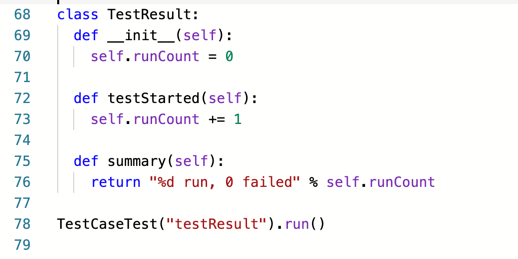 68 class TestResult:
69   def __init__(self):
70     self.runCount = 0
71
72   def testStarted(self):
73     self.runCount += 1
74
75   def summary(self):
76     return "%d run, 0 failed" % self.runCount
77
78 TestCaseTest("testResult").run()
79